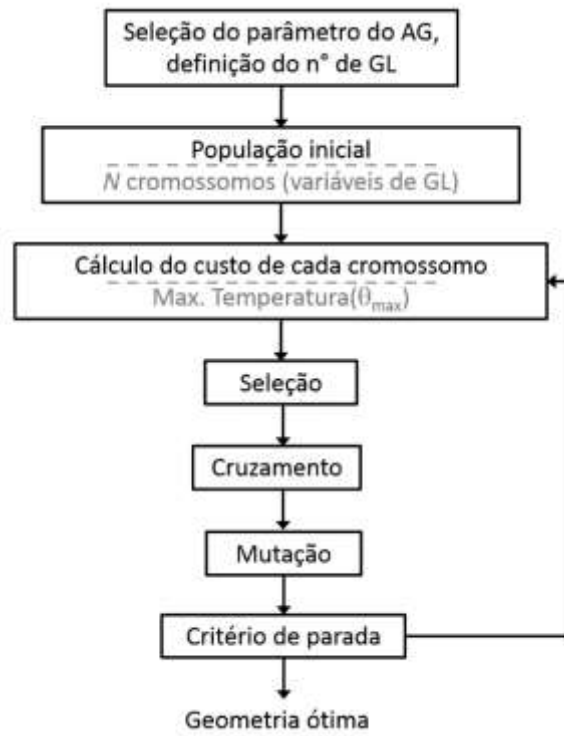 Seleção do parâmetro do AG,
definição do n° de GL
População inicial
N cromossomos (variáveis de GL)
Cálculo do custo de cada cromossomo
Max. Temperatura(θmax)
Seleção
Cruzamento
Mutação
Critério de parada
Geometria ótima